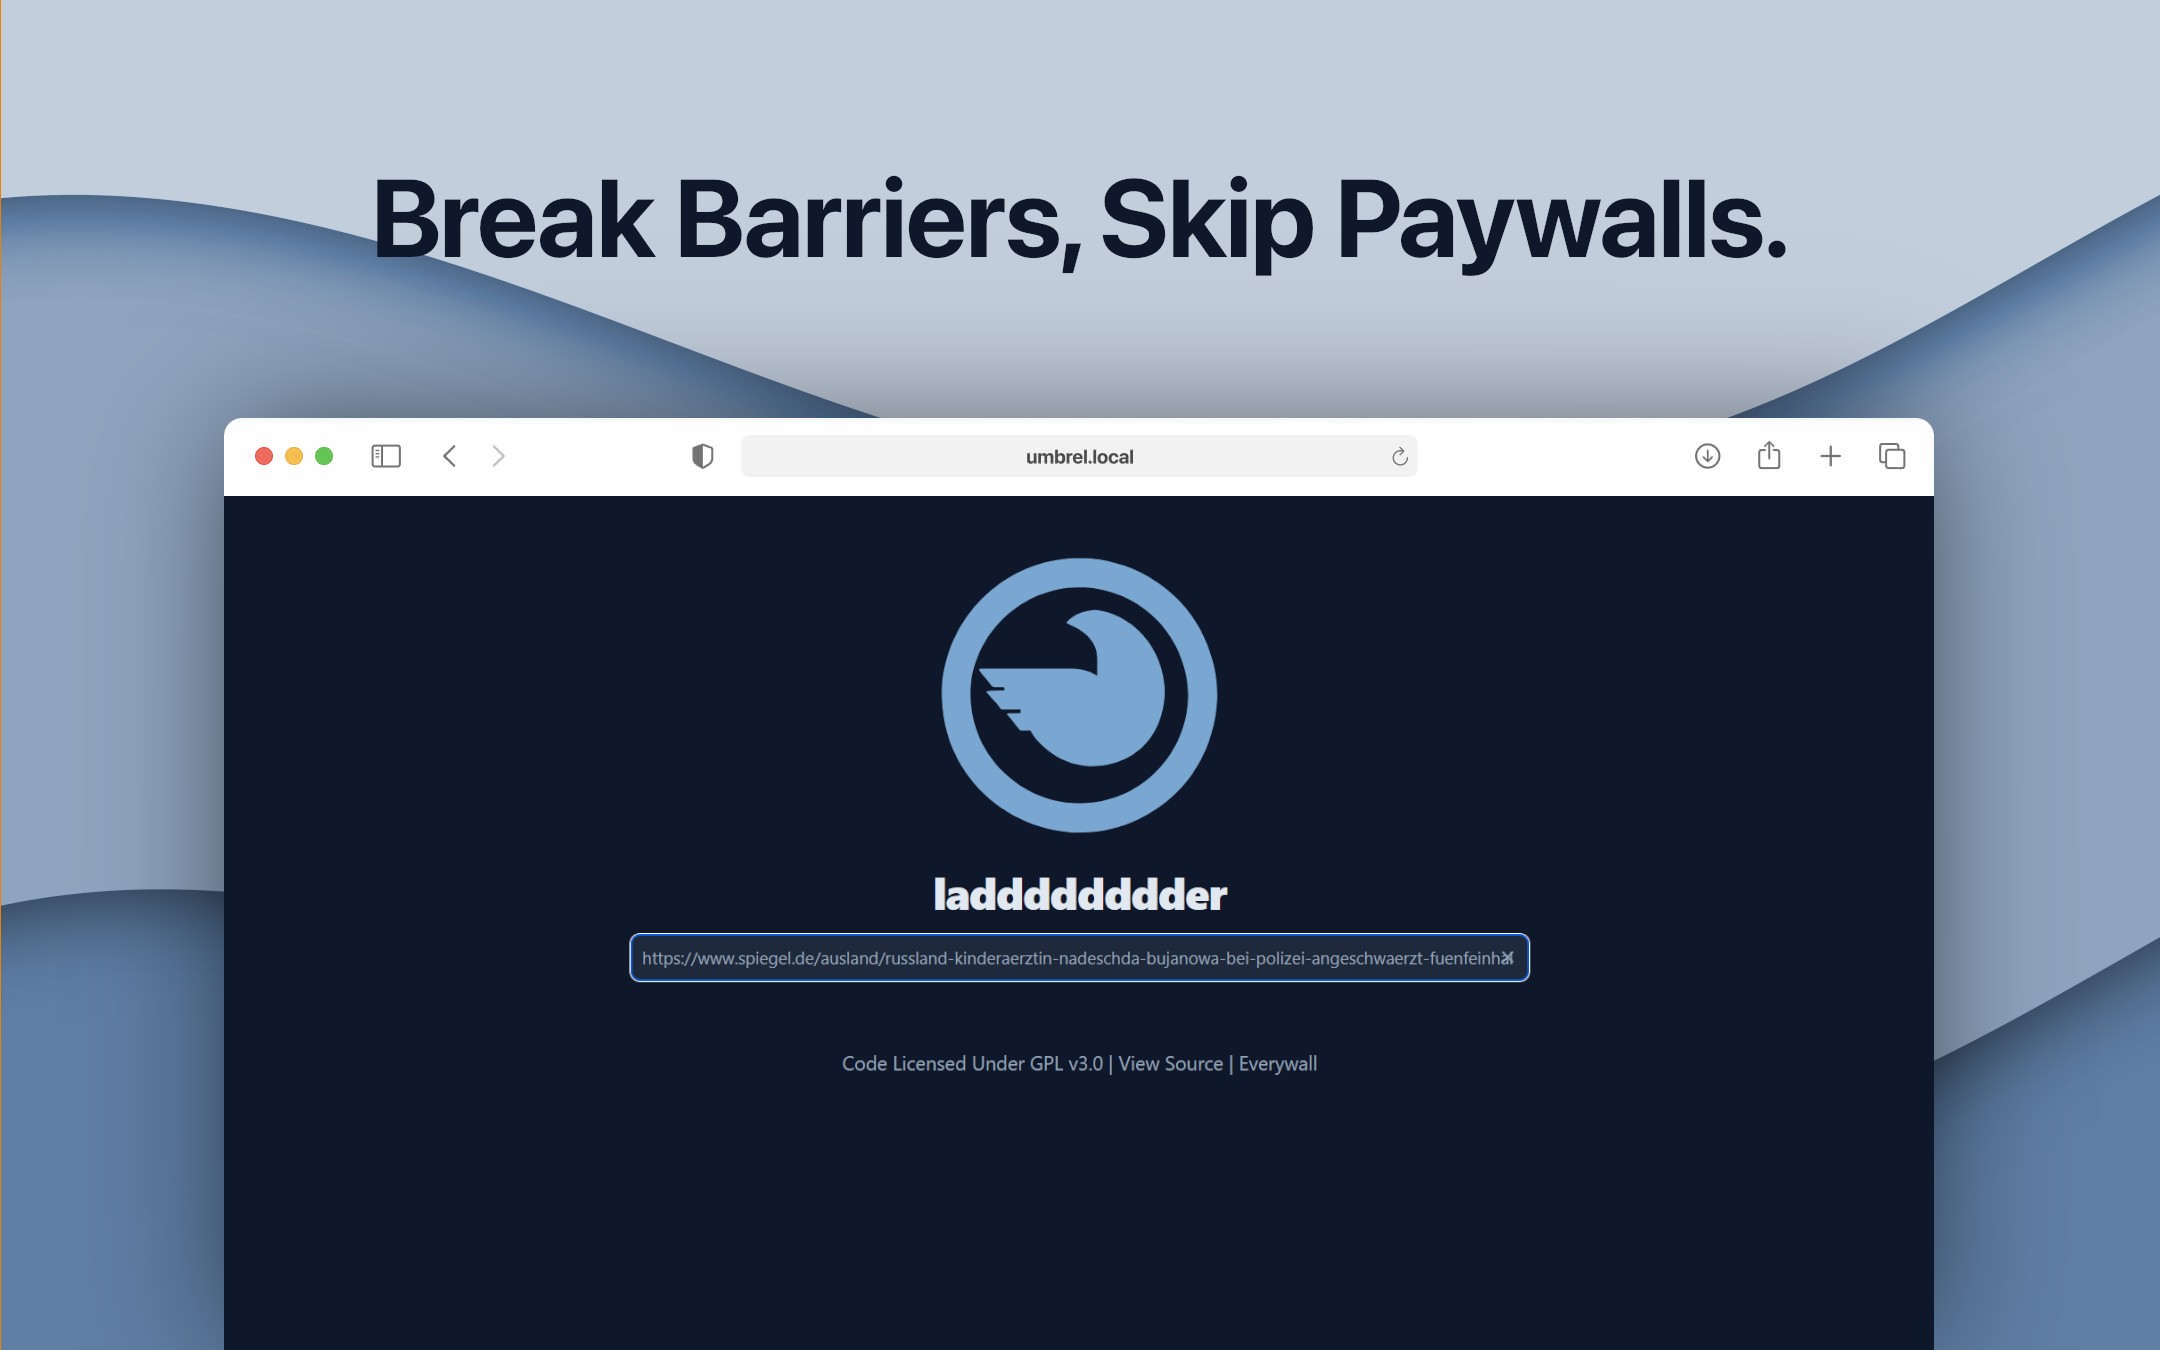 Break Barriers, Skip Paywalls.
umbrel.local
laddddddddder
https://www.spiegel.de/ausland/russland-kinderaerztin-nadeschda-bujanowa-bei-polizei-angeschwaerzt-fuenfeinhal
Code Licensed Under GPL v3.0 | View Source | Everywall